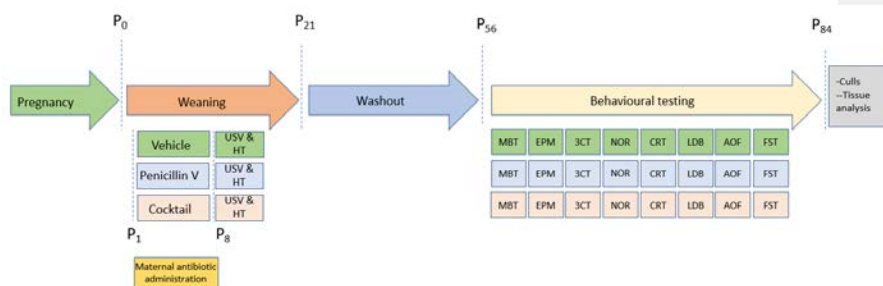 P0
P21
P56
P84
Pregnancy
Weaning
Washout
Behavioural testing
-Culls
--Tissue
analysis
Vehicle
USV &
HT
MBT EPM 3CT NOR CRT LDB AOF FST
Penicillin V
USV &
HT
MBT EPM 3CT NOR CRT LDB AOF FST
Cocktail
USV &
HT
MBT EPM 3CT NOR CRT LDB AOF FST
P1
P8
Maternal antibiotic
administration